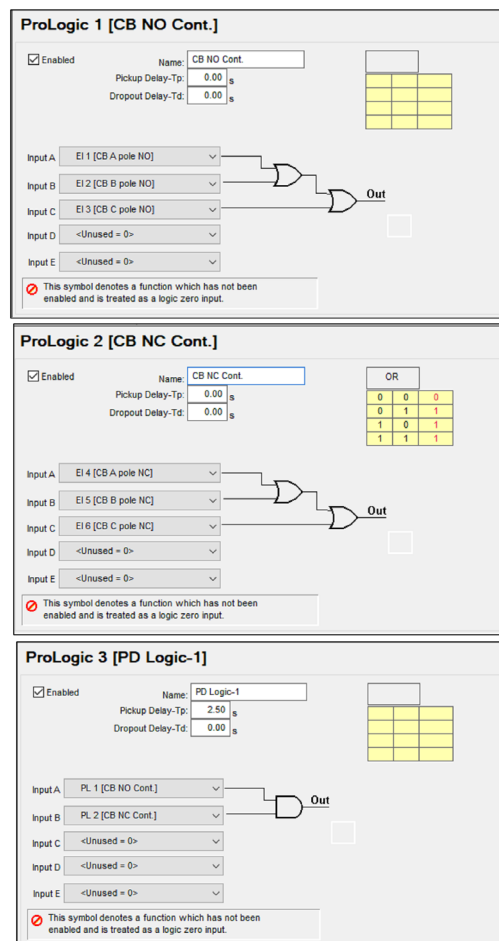 ProLogic 1 [CB NO Cont.]
Enabled
Name: CB NO Cont.
Pickup Delay-Tp: 0.00 s
Dropout Delay-Td: 0.00 s
Input A EI 1 [CB A pole NO]
Input B EI 2 [CB B pole NO]
Out
Input C EI 3 [CB C pole NO]
Input D <Unused = 0>
Input E <Unused = 0>
This symbol denotes a function which has not been
enabled and is treated as a logic zero input.
ProLogic 2 [CB NC Cont.]
Enabled
Name: CB NC Cont.
OR
Pickup Delay-Tp: 0.00 s
Dropout Delay-Td: 0.00 s
0 0 0
0 1 1
1 0 1
1 1 1
Input A EI 4 [CB A pole NC]
Input B EI 5 [CB B pole NC]
Out
Input C EI 6 [CB C pole NC]
Input D <Unused = 0>
Input E <Unused = 0>
This symbol denotes a function which has not been
enabled and is treated as a logic zero input.
ProLogic 3 [PD Logic-1]
Enabled
Name: PD Logic-1
Pickup Delay-Tp: 2.50 s
Dropout Delay-Td: 0.00 s
Input A PL 1 [CB NO Cont.]
Out
Input B PL 2 [CB NC Cont.]
Input C <Unused = 0>
Input D <Unused = 0>
Input E <Unused = 0>
This symbol denotes a function which has not been
enabled and is treated as a logic zero input.